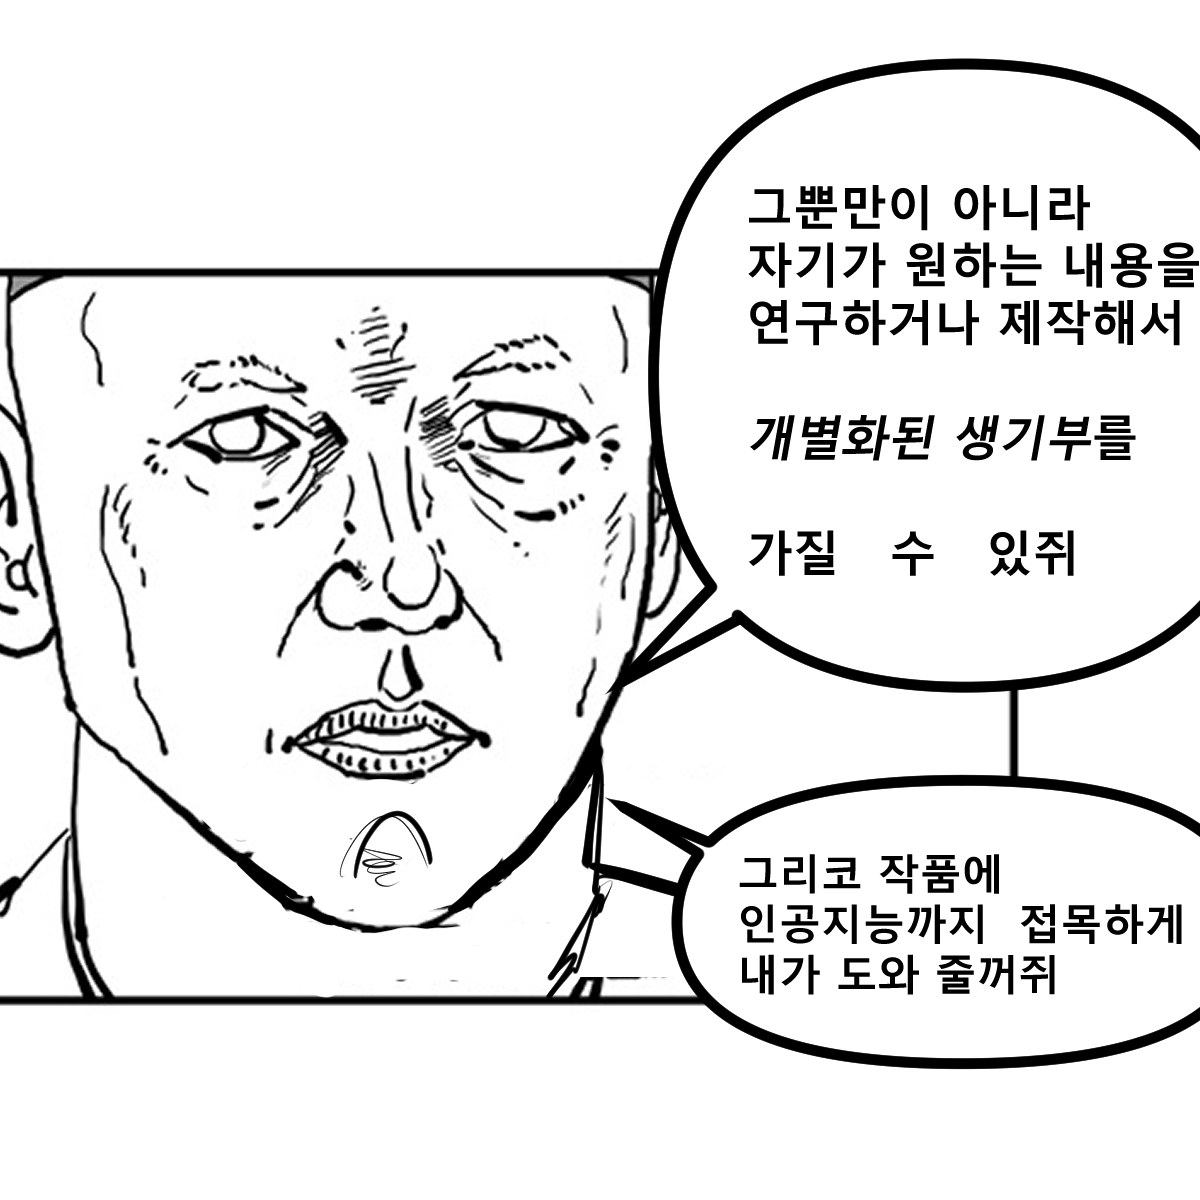 그뿐만이 아니라
자기가 원하는 내용을
연구하거나 제작해서
개별화된 생기부를
가질 수 있쥐
그리코 작품에
인공지능까지 접목하게
내가 도와 줄꺼쥐